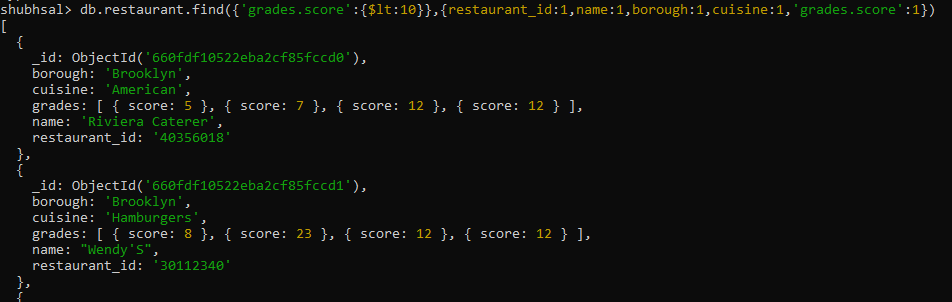 shubhsal> db.restaurant.find({'grades.score':{$lt:10}},{restaurant_id:1,name:1,borough:1,cuisine:1,'grades.score':1})
[
  {
    _id: ObjectId('660fdf10522eba2cf85fccd0'),
    borough: 'Brooklyn',
    cuisine: 'American',
    grades: [ { score: 5 }, { score: 7 }, { score: 12 }, { score: 12 } ],
    name: 'Riviera Caterer',
    restaurant_id: '40356018'
  },
  {
    _id: ObjectId('660fdf10522eba2cf85fccd1'),
    borough: 'Brooklyn',
    cuisine: 'Hamburgers',
    grades: [ { score: 8 }, { score: 23 }, { score: 12 }, { score: 12 } ],
    name: "Wendy'S",
    restaurant_id: '30112340'
  },
  {